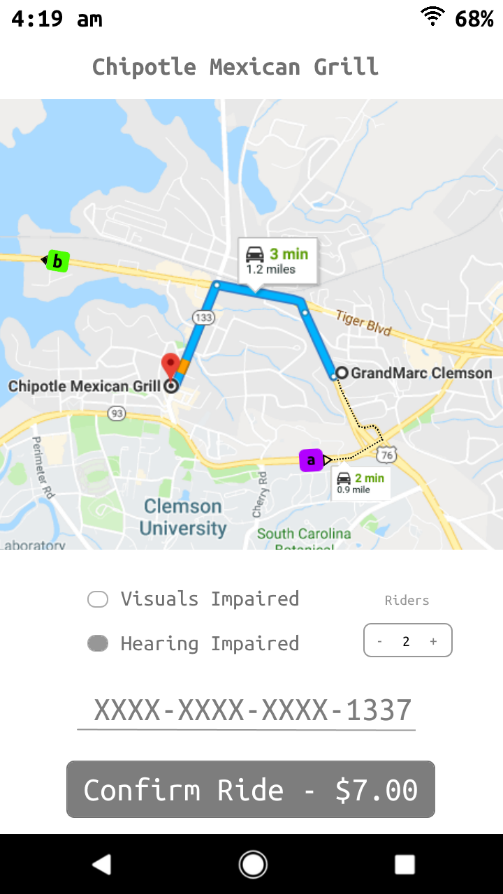 4:19 am 68%
Chipotle Mexican Grill
b
3 min
1.2 miles
133
Tiger Blvd
GrandMarc Clemson
Chipotle Mexican Grill
93
76
a
2 min
0.9 mile
Perimeter Rd
Cherry Rd
Clemson
University
South Carolina
Botanical
aboratory
Visuals Impaired
Riders
Hearing Impaired
- 2 +
XXXX-XXXX-XXXX-1337
Confirm Ride - $7.00